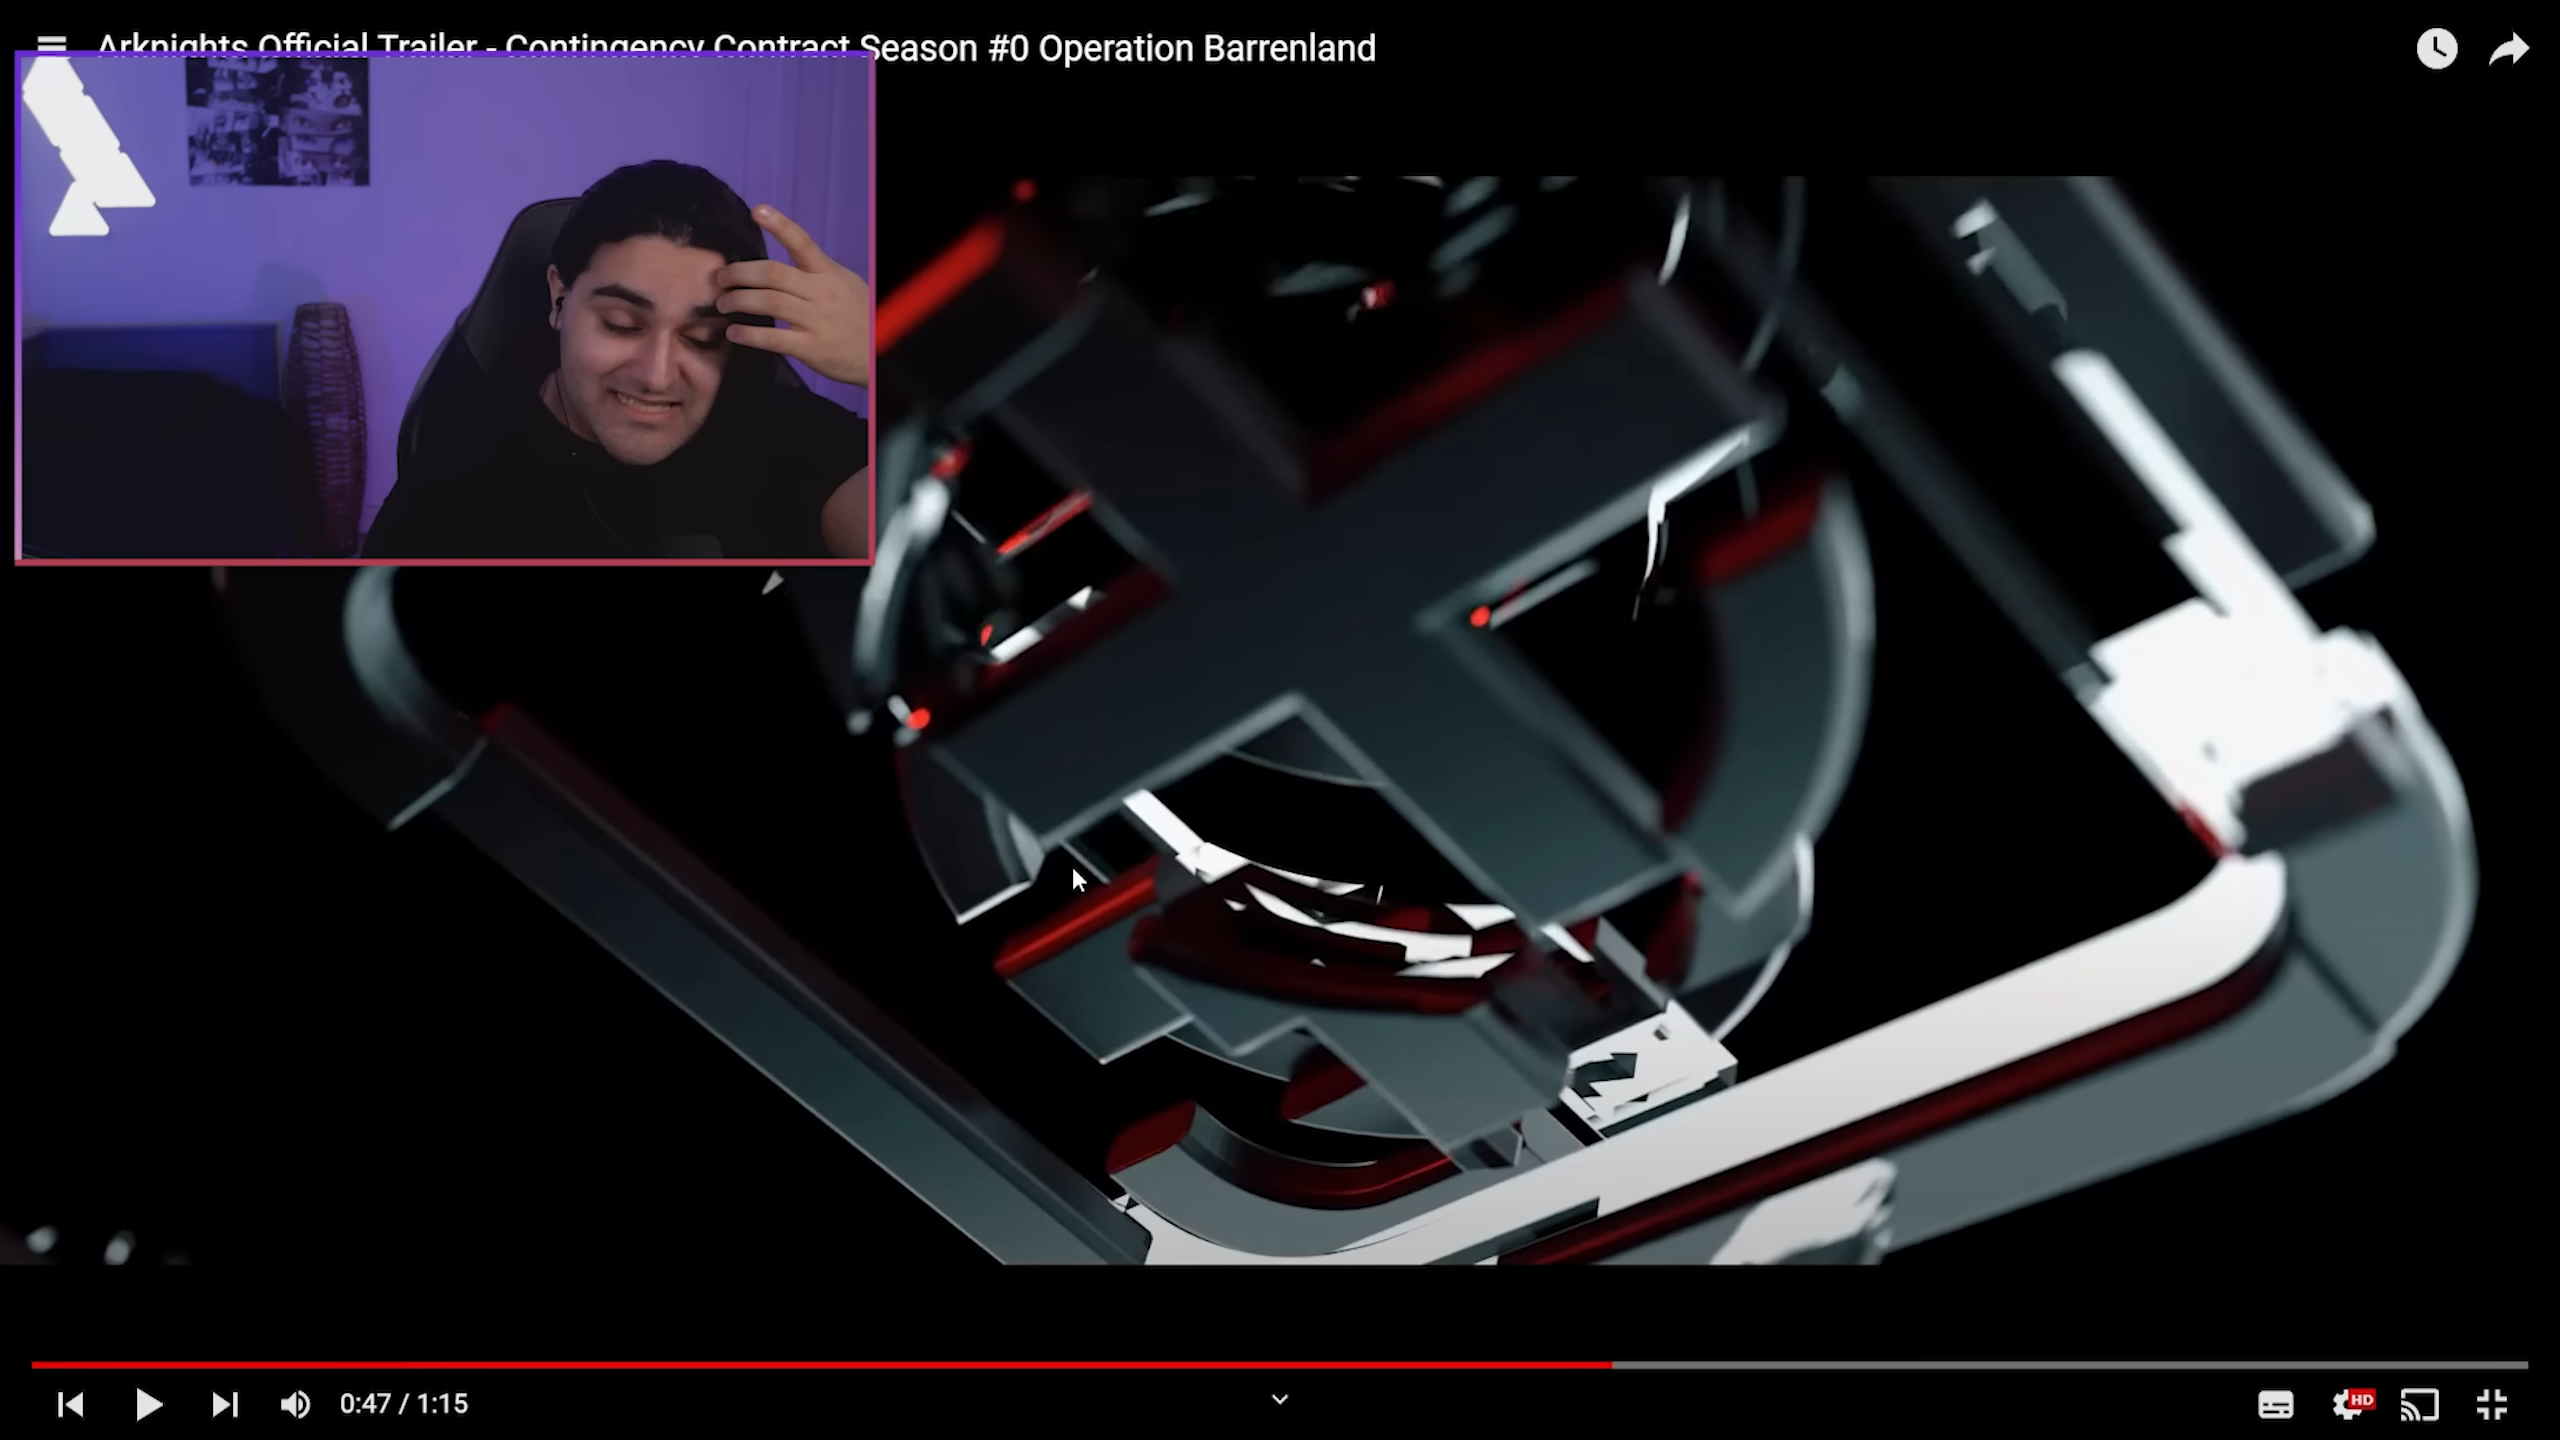 Arknights Official Trailer - Contingency Contract Season #0 Operation Barrenland
0:47 / 1:15
HD